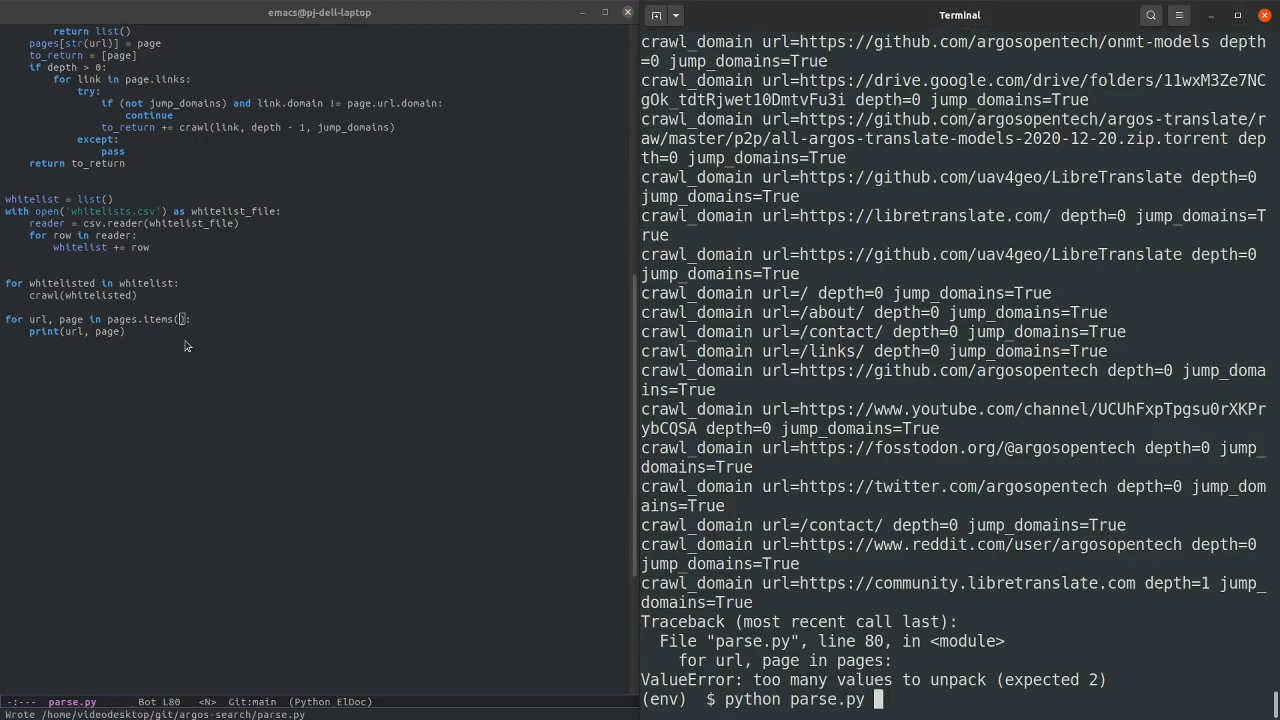 emacs@pj-dell-laptop
return list()
pages[str(url)] = page
to_return = [page]
if depth > 0:
for link in page.links:
try:
if (not jump_domains) and link.domain != page.url.domain:
continue
to_return += crawl(link, depth - 1, jump_domains)
except:
pass
return to_return
whitelist = list()
with open('whitelists.csv') as whitelist_file:
reader = csv.reader(whitelist_file)
for row in reader:
whitelist += row
for whitelisted in whitelist:
crawl(whitelisted)
for url, page in pages.items():
print(url, page)
-:--- parse.py Bot L80 <N> Git:main (Python ElDoc)
Wrote /home/videodesktop/git/argos-search/parse.py
Terminal
crawl_domain url=https://github.com/argosopentech/onmt-models depth
=0 jump_domains=True
crawl_domain url=https://drive.google.com/drive/folders/11wxM3Ze7NC
gOk_tdtRjwet10DmtvFu3i depth=0 jump_domains=True
crawl_domain url=https://github.com/argosopentech/argos-translate/r
aw/master/p2p/all-argos-translate-models-2020-12-20.zip.torrent dep
th=0 jump_domains=True
crawl_domain url=https://github.com/uav4geo/LibreTranslate depth=0
jump_domains=True
crawl_domain url=https://libretranslate.com/ depth=0 jump_domains=T
rue
crawl_domain url=https://github.com/uav4geo/LibreTranslate depth=0
jump_domains=True
crawl_domain url=/ depth=0 jump_domains=True
crawl_domain url=/about/ depth=0 jump_domains=True
crawl_domain url=/contact/ depth=0 jump_domains=True
crawl_domain url=/links/ depth=0 jump_domains=True
crawl_domain url=https://github.com/argosopentech depth=0 jump_doma
ins=True
crawl_domain url=https://www.youtube.com/channel/UCUhFxpTpgsu0rXKPr
ybCQSA depth=0 jump_domains=True
crawl_domain url=https://fosstodon.org/@argosopentech depth=0 jump_
domains=True
crawl_domain url=https://twitter.com/argosopentech depth=0 jump_dom
ains=True
crawl_domain url=/contact/ depth=0 jump_domains=True
crawl_domain url=https://www.reddit.com/user/argosopentech depth=0
jump_domains=True
crawl_domain url=https://community.libretranslate.com depth=1 jump_
domains=True
Traceback (most recent call last):
File "parse.py", line 80, in <module>
for url, page in pages:
ValueError: too many values to unpack (expected 2)
(env) $ python parse.py